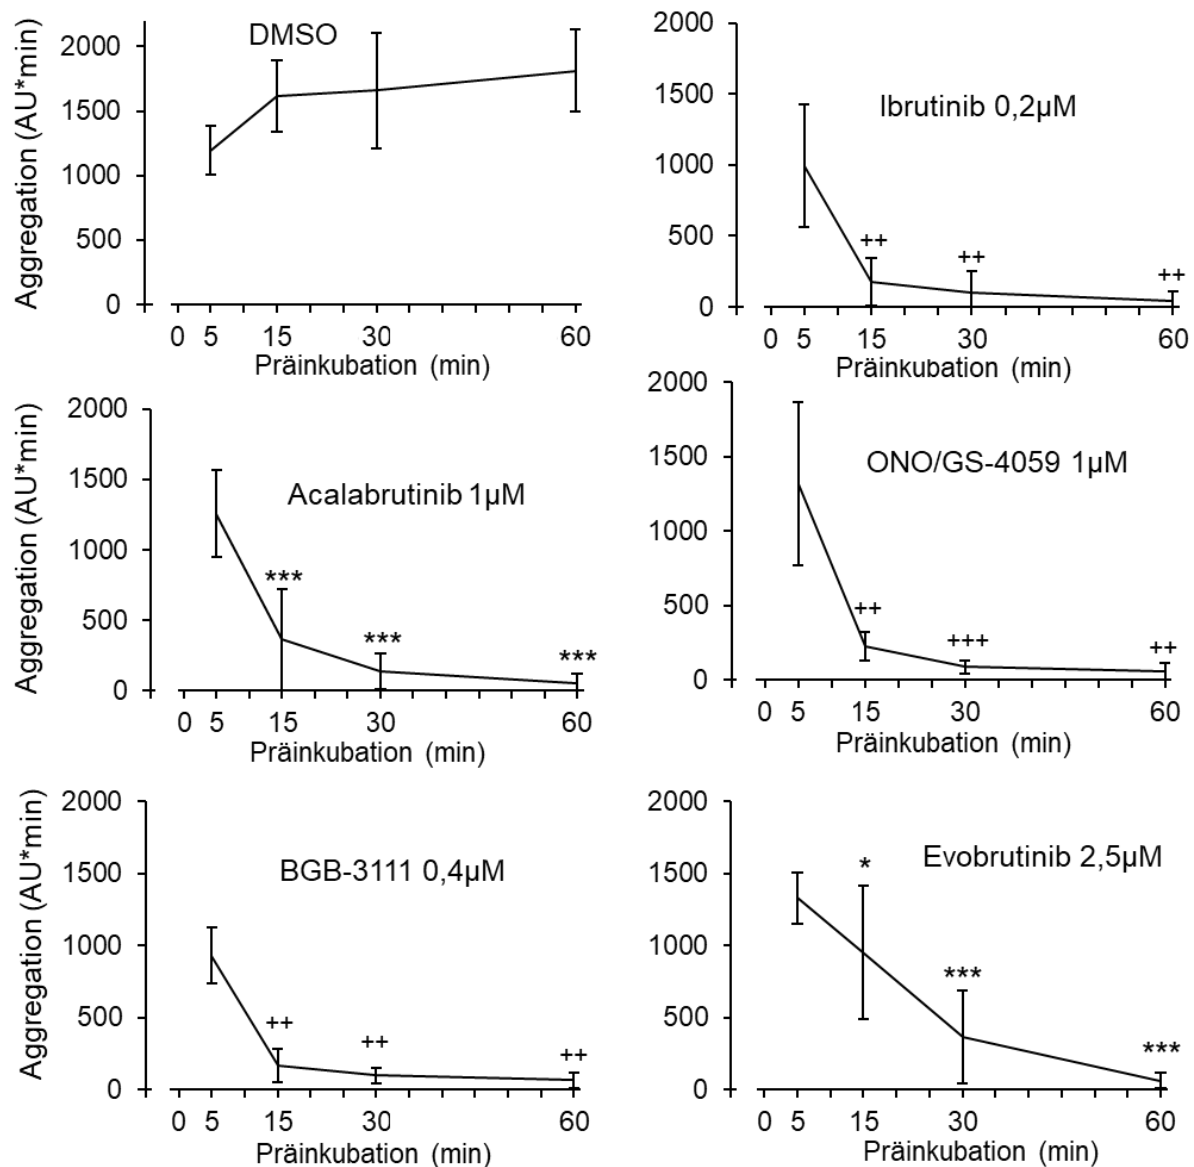 DMSO
Aggregation (AU*min)
2000
1500
1000
500
0
0 5 15 30 60
Präinkubation (min)
Ibrutinib 0,2µM
2000
1500
1000
500
0
++ ++ ++
0 5 15 30 60
Präinkubation (min)
Acalabrutinib 1µM
Aggregation (AU*min)
2000
1500
1000
500
0
*** *** ***
0 5 15 30 60
Präinkubation (min)
ONO/GS-4059 1µM
2000
1500
1000
500
0
++ +++ ++
0 5 15 30 60
Präinkubation (min)
BGB-3111 0,4µM
Aggregation (AU*min)
2000
1500
1000
500
0
++ ++ ++
0 5 15 30 60
Präinkubation (min)
Evobrutinib 2,5µM
2000
1500
1000
500
0
* *** ***
0 5 15 30 60
Präinkubation (min)